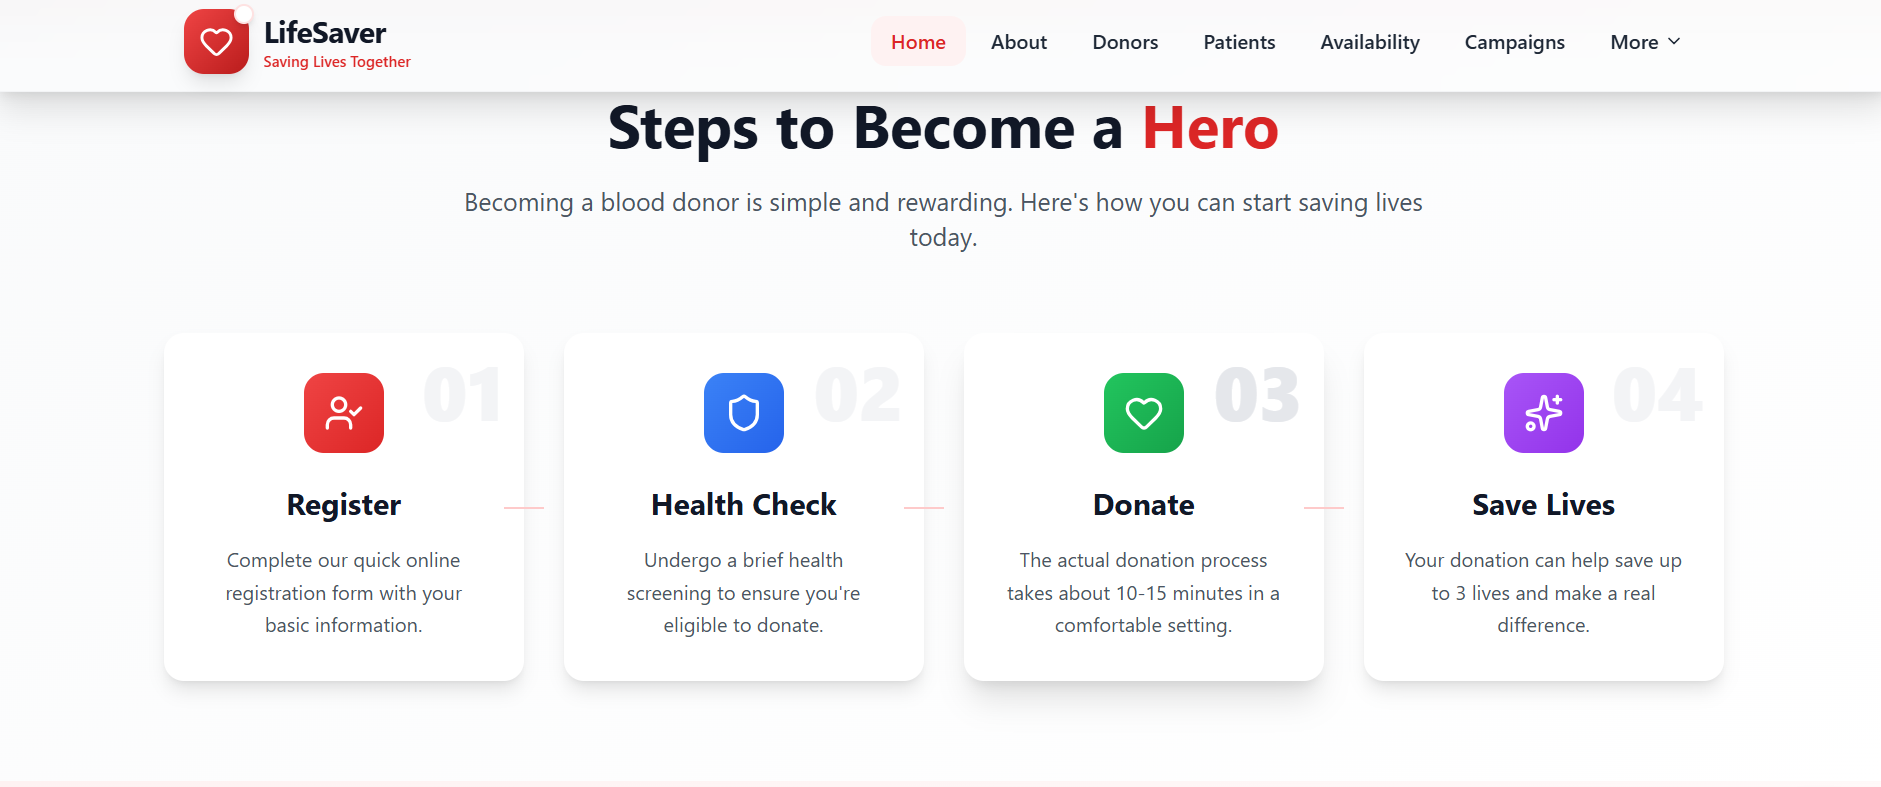 LifeSaver
Saving Lives Together
Home
About
Donors
Patients
Availability
Campaigns
More
Steps to Become a Hero
Becoming a blood donor is simple and rewarding. Here's how you can start saving lives
today.
01
Register
Complete our quick online
registration form with your
basic information.
02
Health Check
Undergo a brief health
screening to ensure you're
eligible to donate.
03
Donate
The actual donation process
takes about 10-15 minutes in a
comfortable setting.
04
Save Lives
Your donation can help save up
to 3 lives and make a real
difference.